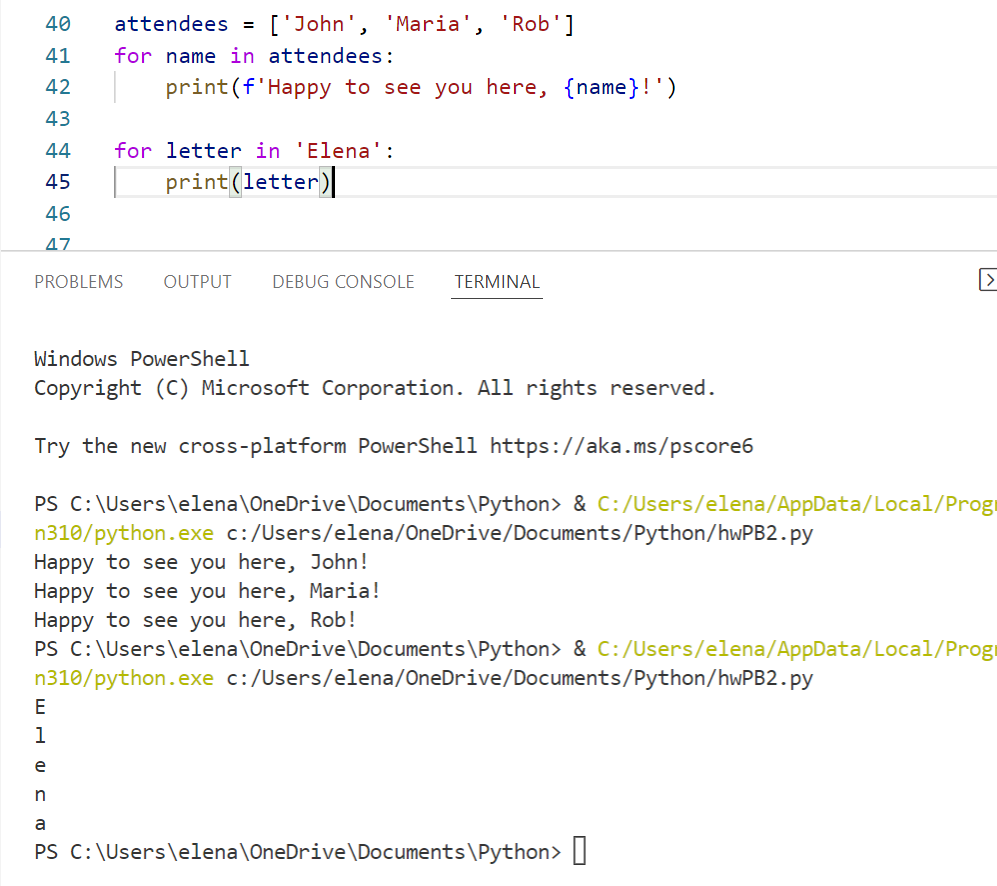 40 attendees = ['John', 'Maria', 'Rob']
41 for name in attendees:
42 print(f'Happy to see you here, {name}!')
43
44 for letter in 'Elena':
45 print(letter)
46
47
PROBLEMS OUTPUT DEBUG CONSOLE TERMINAL
Windows PowerShell
Copyright (C) Microsoft Corporation. All rights reserved.
Try the new cross-platform PowerShell https://aka.ms/pscore6
PS C:\Users\elena\OneDrive\Documents\Python> & C:/Users/elena/AppData/Local/Progr
n310/python.exe c:/Users/elena/OneDrive/Documents/Python/hwPB2.py
Happy to see you here, John!
Happy to see you here, Maria!
Happy to see you here, Rob!
PS C:\Users\elena\OneDrive\Documents\Python> & C:/Users/elena/AppData/Local/Progr
n310/python.exe c:/Users/elena/OneDrive/Documents/Python/hwPB2.py
E
l
e
n
a
PS C:\Users\elena\OneDrive\Documents\Python>